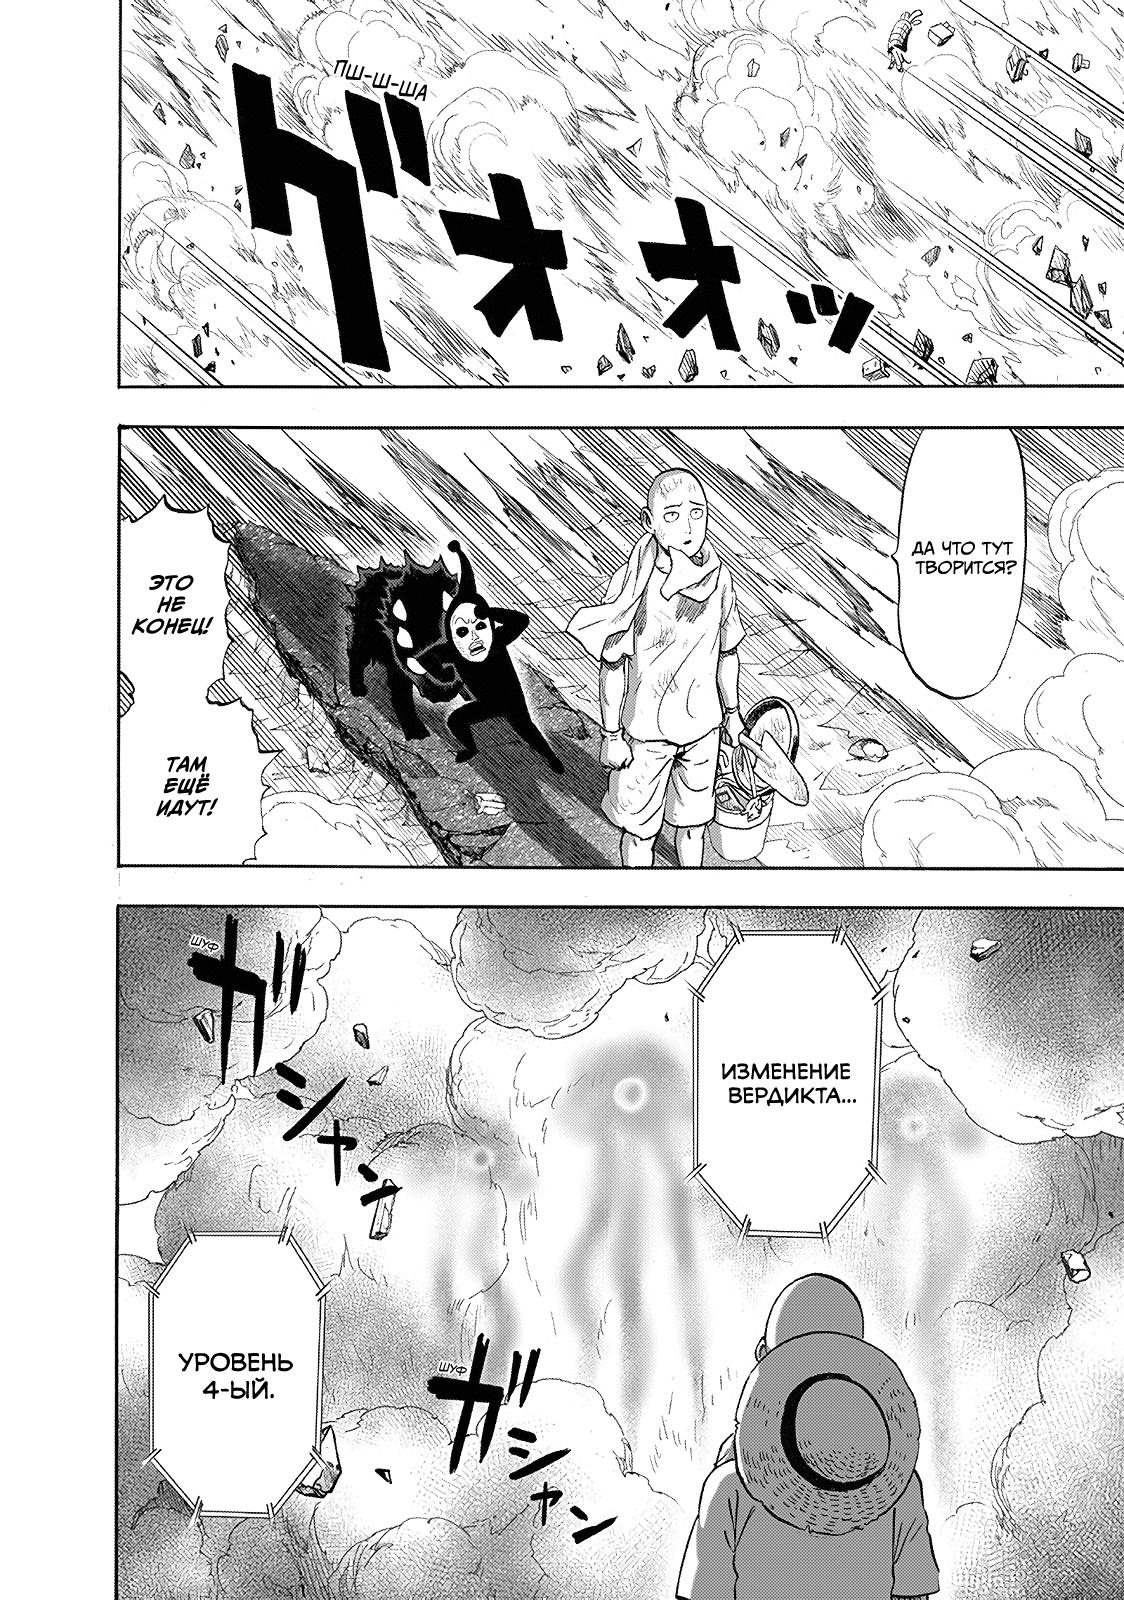 ПШ-Ш-ША
グオオッ
ДА ЧТО ТУТ
ТВОРИТСЯ?
ЭТО
НЕ
КОНЕЦ!
ТАМ
ЕЩЁ
ИДУТ!
ИЗМЕНЕНИЕ
ВЕРДИКТА...
ШУФ
ガシャン
УРОВЕНЬ
4-ЫЙ.
ШУФ
ガシャン